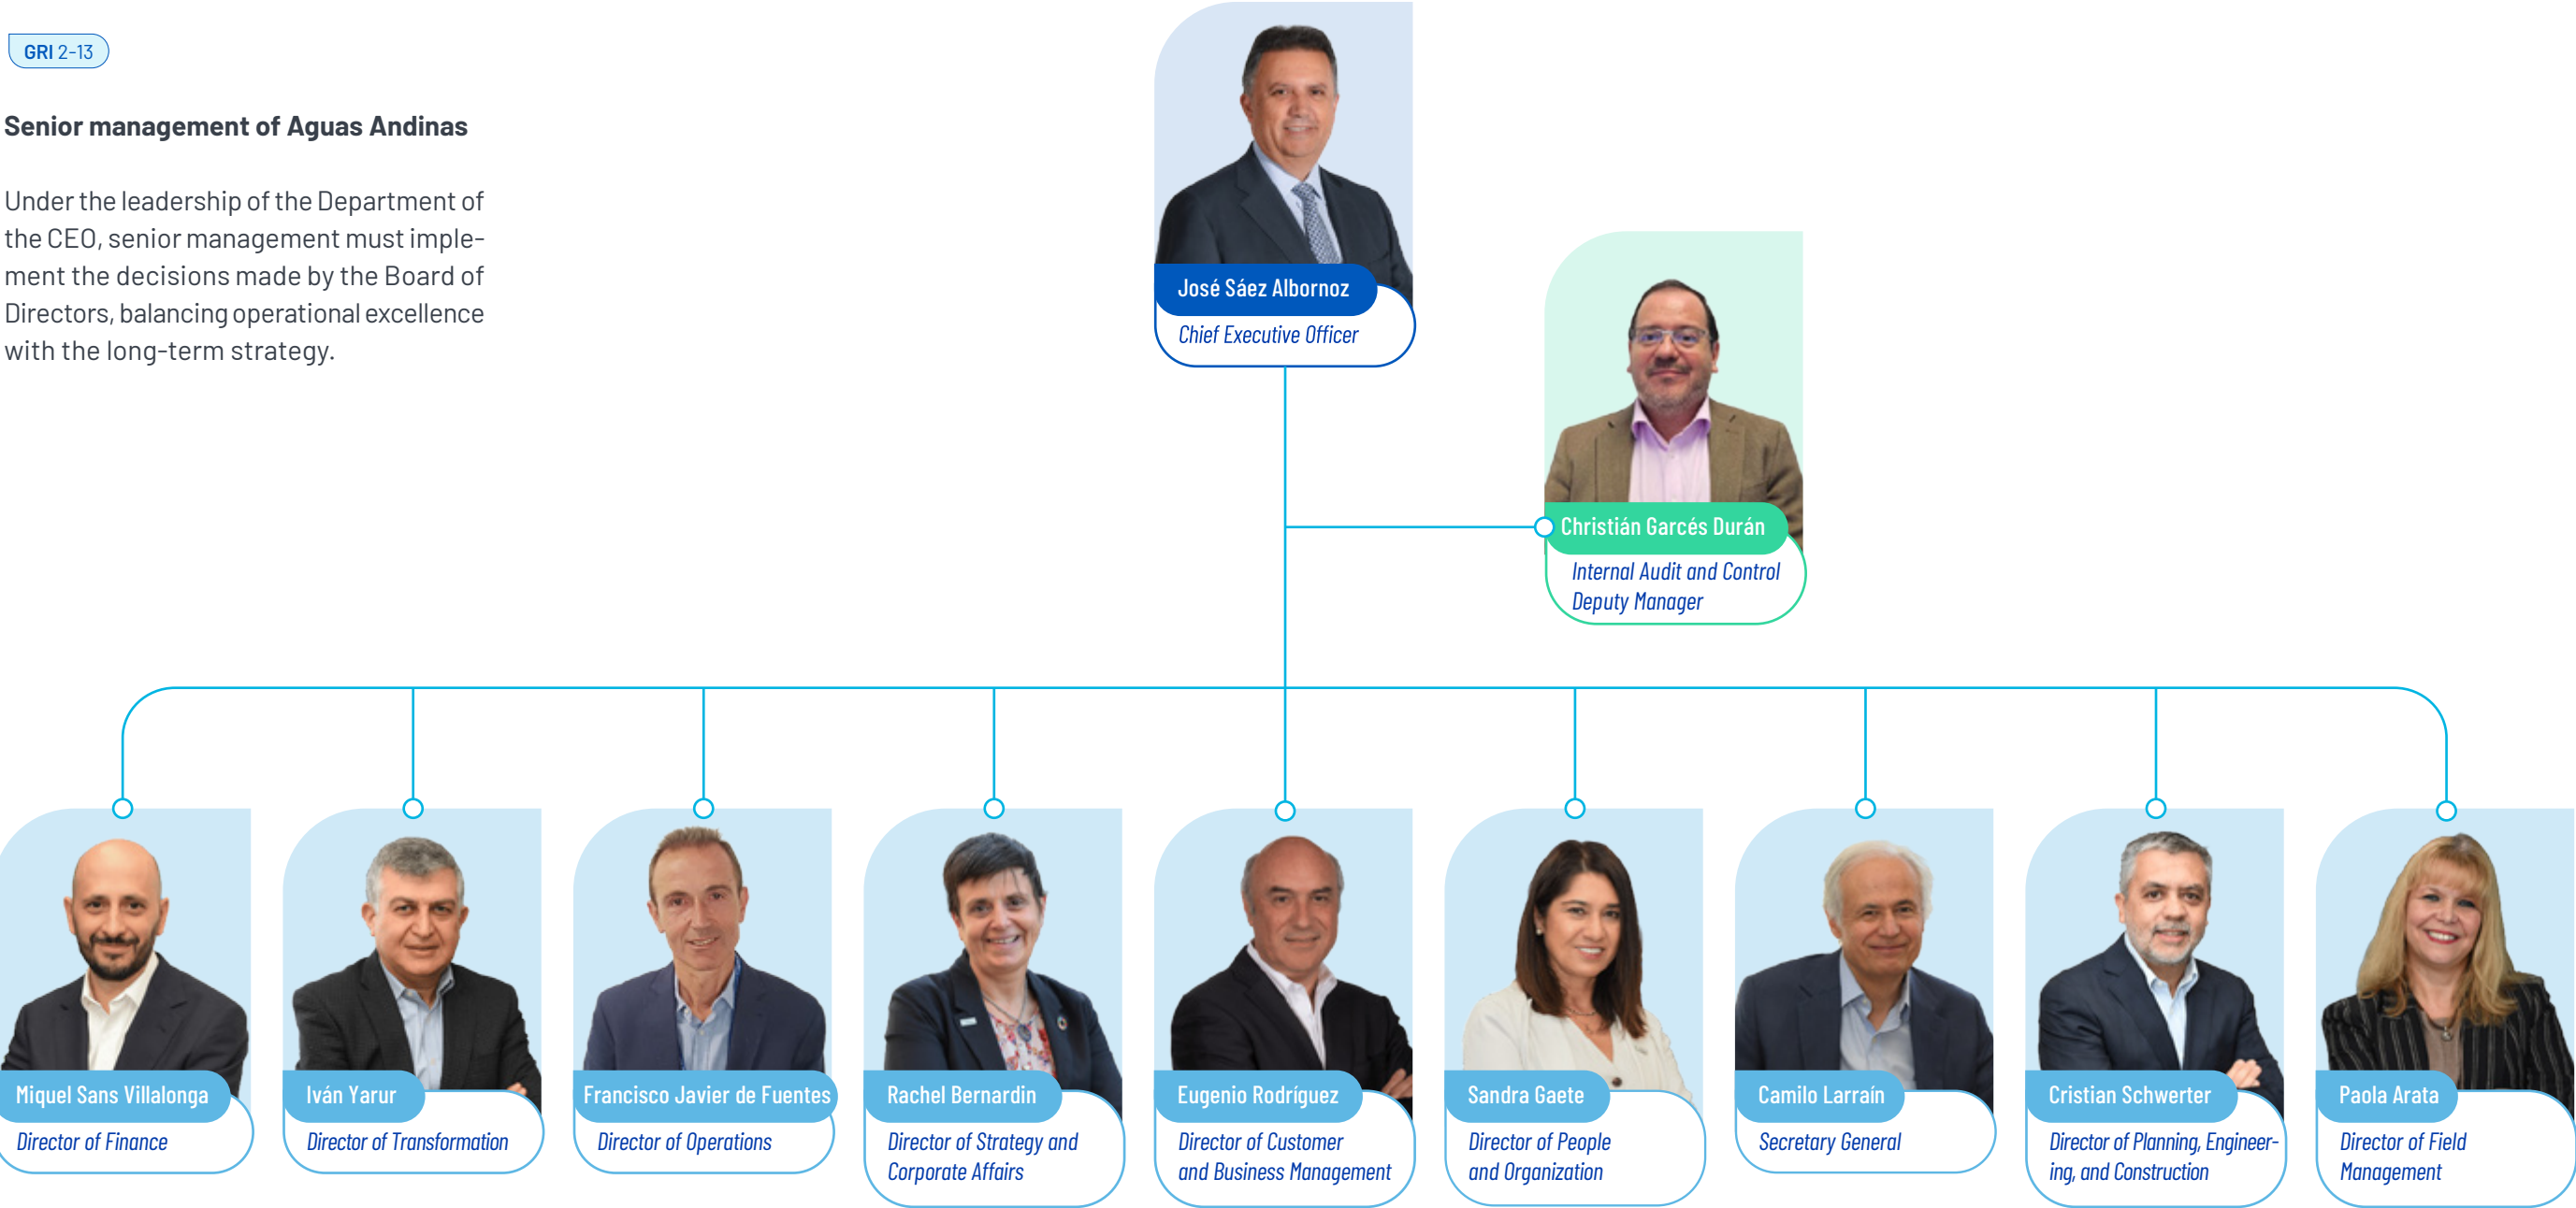 GRI 2-13
Senior management of Aguas Andinas
Under the leadership of the Department of
the CEO, senior management must imple-
ment the decisions made by the Board of
Directors, balancing operational excellence
with the long-term strategy.
José Sáez Albornoz
Chief Executive Officer
Christián Garcés Durán
Internal Audit and Control
Deputy Manager
Miquel Sans Villalonga
Director of Finance
Iván Yarur
Director of Transformation
Francisco Javier de Fuentes
Director of Operations
Rachel Bernardin
Director of Strategy and
Corporate Affairs
Eugenio Rodríguez
Director of Customer
and Business Management
Sandra Gaete
Director of People
and Organization
Camilo Larraín
Secretary General
Cristian Schwerter
Director of Planning, Engineer-
ing, and Construction
Paola Arata
Director of Field
Management